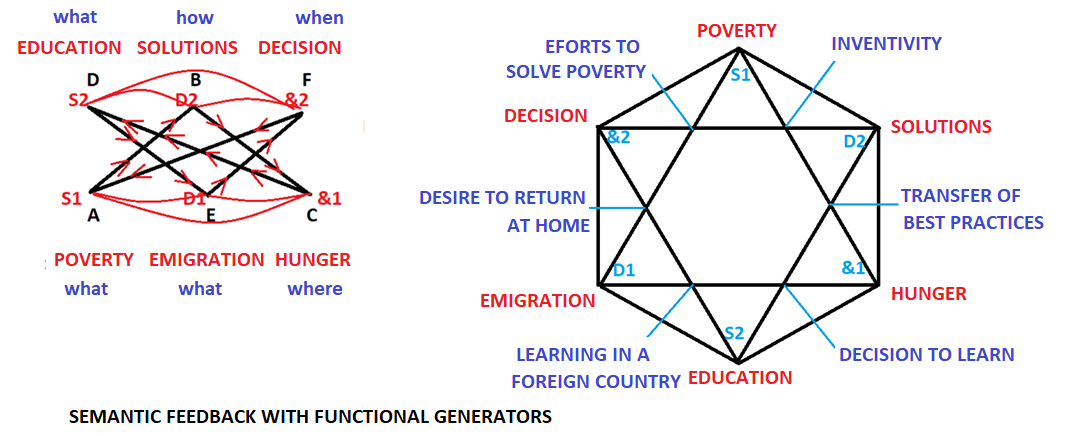 what how when
EDUCATION SOLUTIONS DECISION
D B F
S2 D2 &2
S1 D1 &1
A E C
POVERTY EMIGRATION HUNGER
what what where
POVERTY
EFORTS TO
SOLVE POVERTY
INVENTIVITY
S1
DECISION
&2
D2
SOLUTIONS
DESIRE TO RETURN
AT HOME
TRANSFER OF
BEST PRACTICES
D1
&1
EMIGRATION
HUNGER
S2
LEARNING IN A
FOREIGN COUNTRY
DECISION TO LEARN
EDUCATION
SEMANTIC FEEDBACK WITH FUNCTIONAL GENERATORS